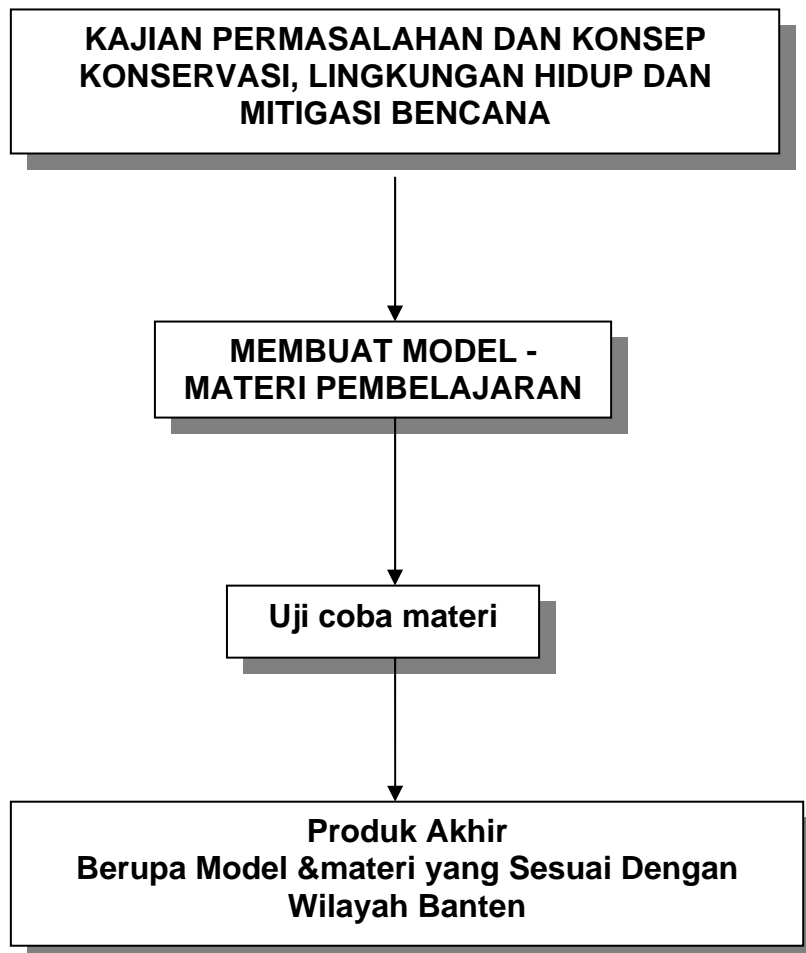 KAJIAN PERMASALAHAN DAN KONSEP
KONSERVASI, LINGKUNGAN HIDUP DAN
MITIGASI BENCANA
MEMBUAT MODEL -
MATERI PEMBELAJARAN
Uji coba materi
Produk Akhir
Berupa Model &materi yang Sesuai Dengan
Wilayah Banten